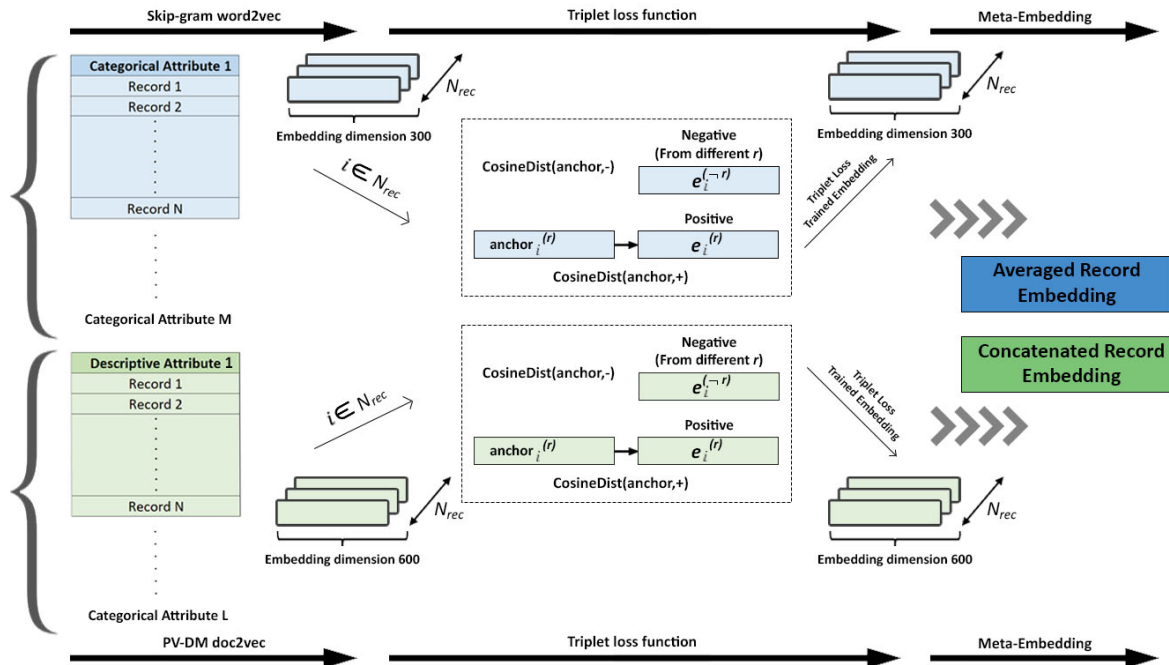 Skip-gram word2vec
Triplet loss function
Meta-Embedding
Categorical Attribute 1
Record 1
Record 2
Record N
Categorical Attribute M
N_rec
Embedding dimension 300
i ∈ N_rec
CosineDist(anchor,-)
Negative
(From different r)
e_i^(¬ r)
Positive
anchor_i^(r)
e_i^(r)
CosineDist(anchor,+)
Triplet Loss
Trained Embedding
N_rec
Embedding dimension 300
Averaged Record
Embedding
Concatenated Record
Embedding
Descriptive Attribute 1
Record 1
Record 2
Record N
Categorical Attribute L
i ∈ N_rec
N_rec
Embedding dimension 600
CosineDist(anchor,-)
Negative
(From different r)
e_i^(¬ r)
Positive
anchor_i^(r)
e_i^(r)
CosineDist(anchor,+)
Triplet Loss
Trained Embedding
N_rec
Embedding dimension 600
PV-DM doc2vec
Triplet loss function
Meta-Embedding